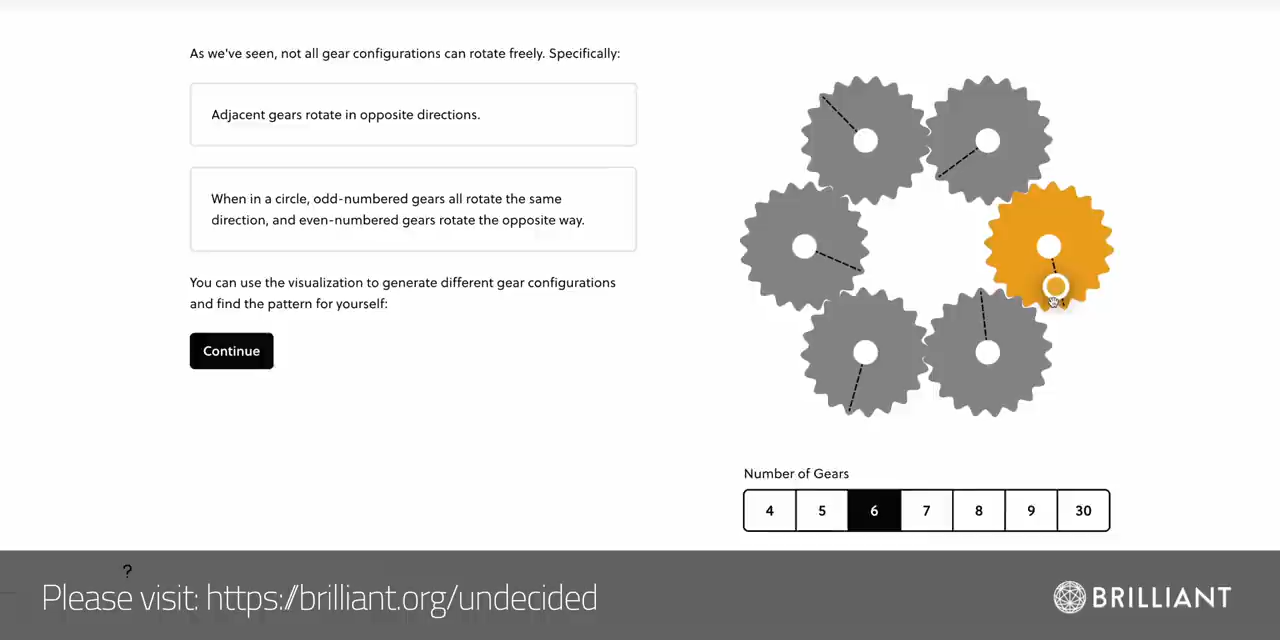 As we've seen, not all gear configurations can rotate freely. Specifically:
Adjacent gears rotate in opposite directions.
When in a circle, odd-numbered gears all rotate the same
direction, and even-numbered gears rotate the opposite way.
You can use the visualization to generate different gear configurations
and find the pattern for yourself:
Continue
Number of Gears
4 5 6 7 8 9 30
?
Please visit: https://brilliant.org/undecided
BRILLIANT